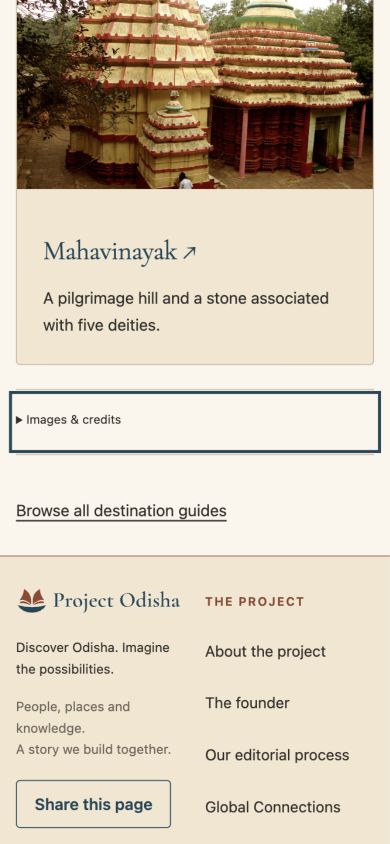 Mahavinayak ↗
A pilgrimage hill and a stone associated
with five deities.
▶ Images & credits
Browse all destination guides
Project Odisha
Discover Odisha. Imagine
the possibilities.
People, places and
knowledge.
A story we build together.
Share this page
THE PROJECT
About the project
The founder
Our editorial process
Global Connections